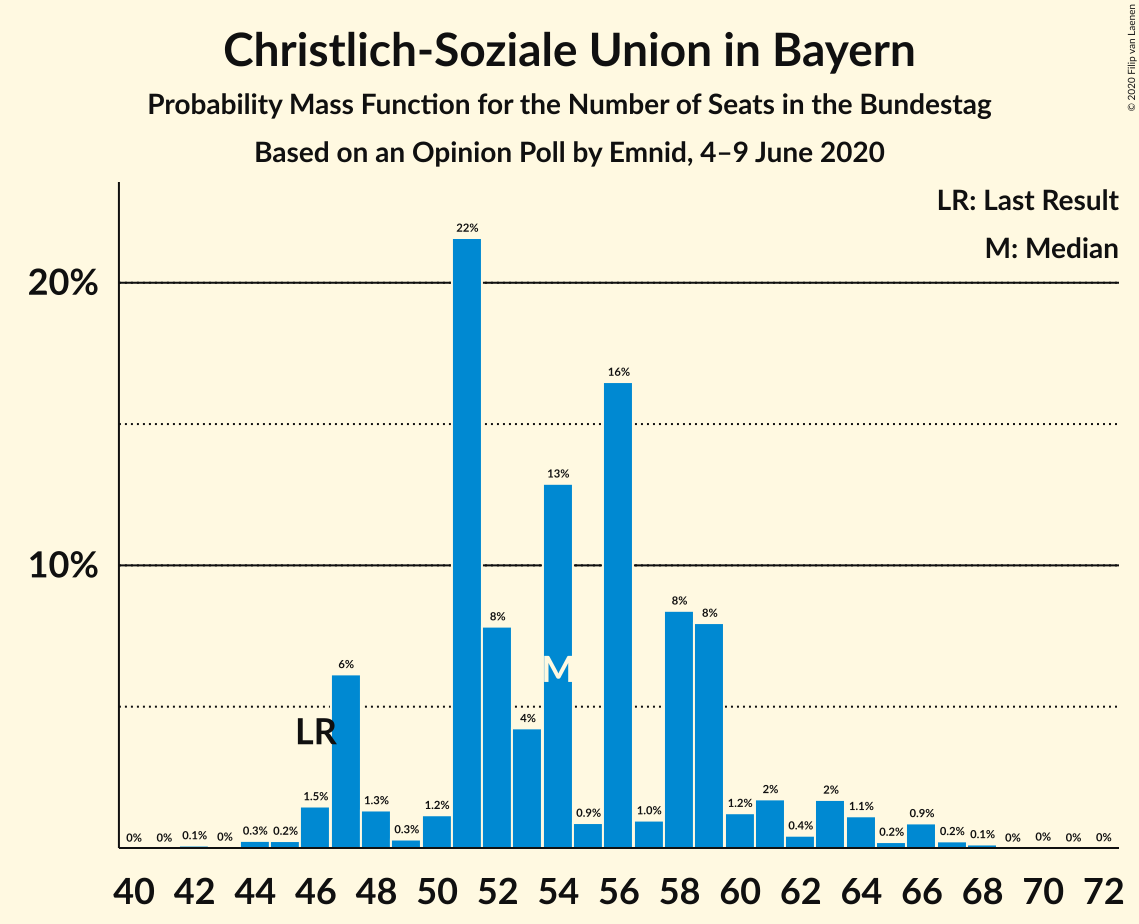 © 2020 Filip van Laenen
Christlich-Soziale Union in Bayern
Probability Mass Function for the Number of Seats in the Bundestag
Based on an Opinion Poll by Emnid, 4–9 June 2020
LR: Last Result
M: Median
20%
10%
0% 0% 0.1% 0% 0.3% 0.2% 1.5% 6% 1.3% 0.3% 1.2% 22% 8% 4% 13% 0.9% 16% 1.0% 8% 8% 1.2% 2% 0.4% 2% 1.1% 0.2% 0.9% 0.2% 0.1% 0% 0% 0% 0%
LR
M
40 42 44 46 48 50 52 54 56 58 60 62 64 66 68 70 72